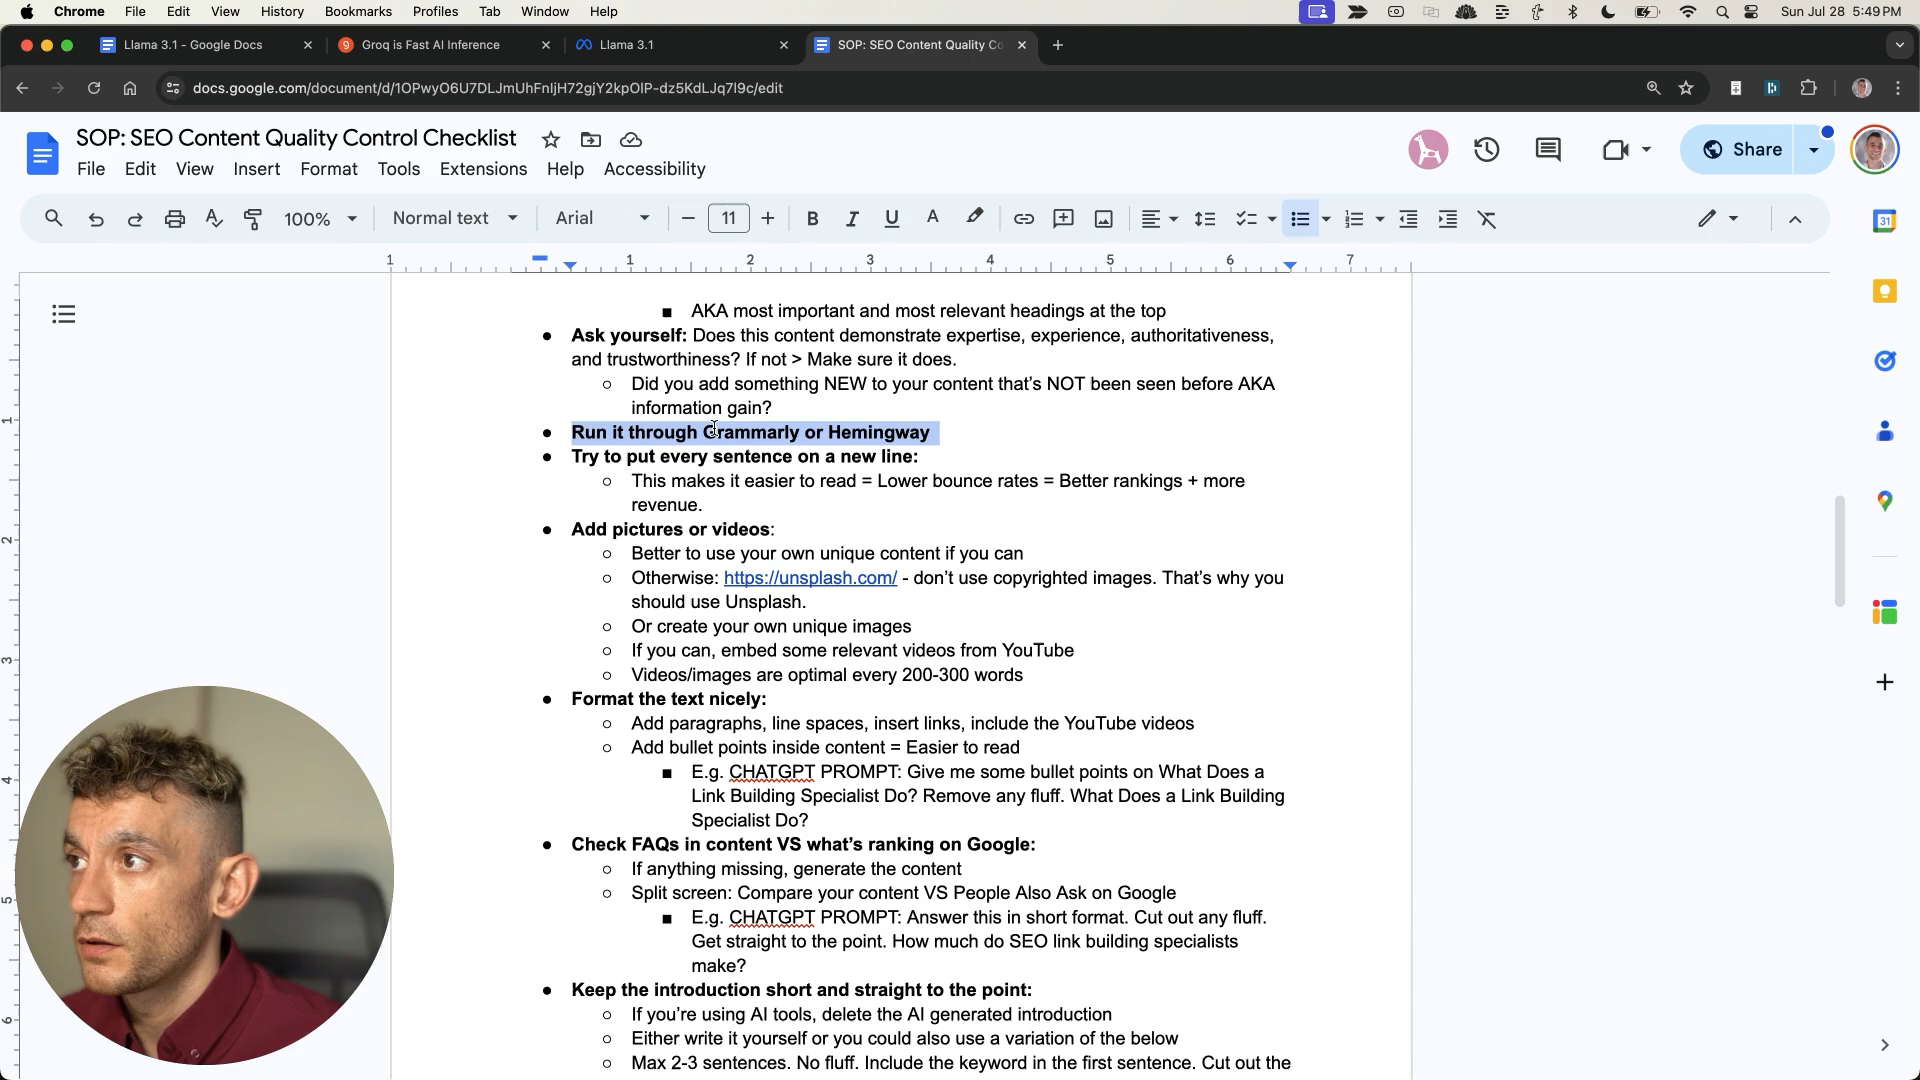 Chrome File Edit View History Bookmarks Profiles Tab Window Help Sun Jul 28 5:49 PM
Llama 3.1 - Google Docs Groq is Fast AI Inference Llama 3.1 SOP: SEO Content Quality Co
docs.google.com/document/d/1OPwyO6U7DLJmUhFnIjH72gjY2kpOIP-dz5KdLJq7l9c/edit
SOP: SEO Content Quality Control Checklist
File Edit View Insert Format Tools Extensions Help Accessibility
Share
100% Normal text Arial 11
1 1 2 3 4 5 6 7
■ AKA most important and most relevant headings at the top
● Ask yourself: Does this content demonstrate expertise, experience, authoritativeness,
and trustworthiness? If not > Make sure it does.
○ Did you add something NEW to your content that’s NOT been seen before AKA
information gain?
● Run it through Grammarly or Hemingway
● Try to put every sentence on a new line:
○ This makes it easier to read = Lower bounce rates = Better rankings + more
revenue.
● Add pictures or videos:
○ Better to use your own unique content if you can
○ Otherwise: https://unsplash.com/ - don’t use copyrighted images. That’s why you
should use Unsplash.
○ Or create your own unique images
○ If you can, embed some relevant videos from YouTube
○ Videos/images are optimal every 200-300 words
● Format the text nicely:
○ Add paragraphs, line spaces, insert links, include the YouTube videos
○ Add bullet points inside content = Easier to read
■ E.g. CHATGPT PROMPT: Give me some bullet points on What Does a
Link Building Specialist Do? Remove any fluff. What Does a Link Building
Specialist Do?
● Check FAQs in content VS what’s ranking on Google:
○ If anything missing, generate the content
○ Split screen: Compare your content VS People Also Ask on Google
■ E.g. CHATGPT PROMPT: Answer this in short format. Cut out any fluff.
Get straight to the point. How much do SEO link building specialists
make?
● Keep the introduction short and straight to the point:
○ If you’re using AI tools, delete the AI generated introduction
○ Either write it yourself or you could also use a variation of the below
○ Max 2-3 sentences. No fluff. Include the keyword in the first sentence. Cut out the
1
2
3
4
5
6
31